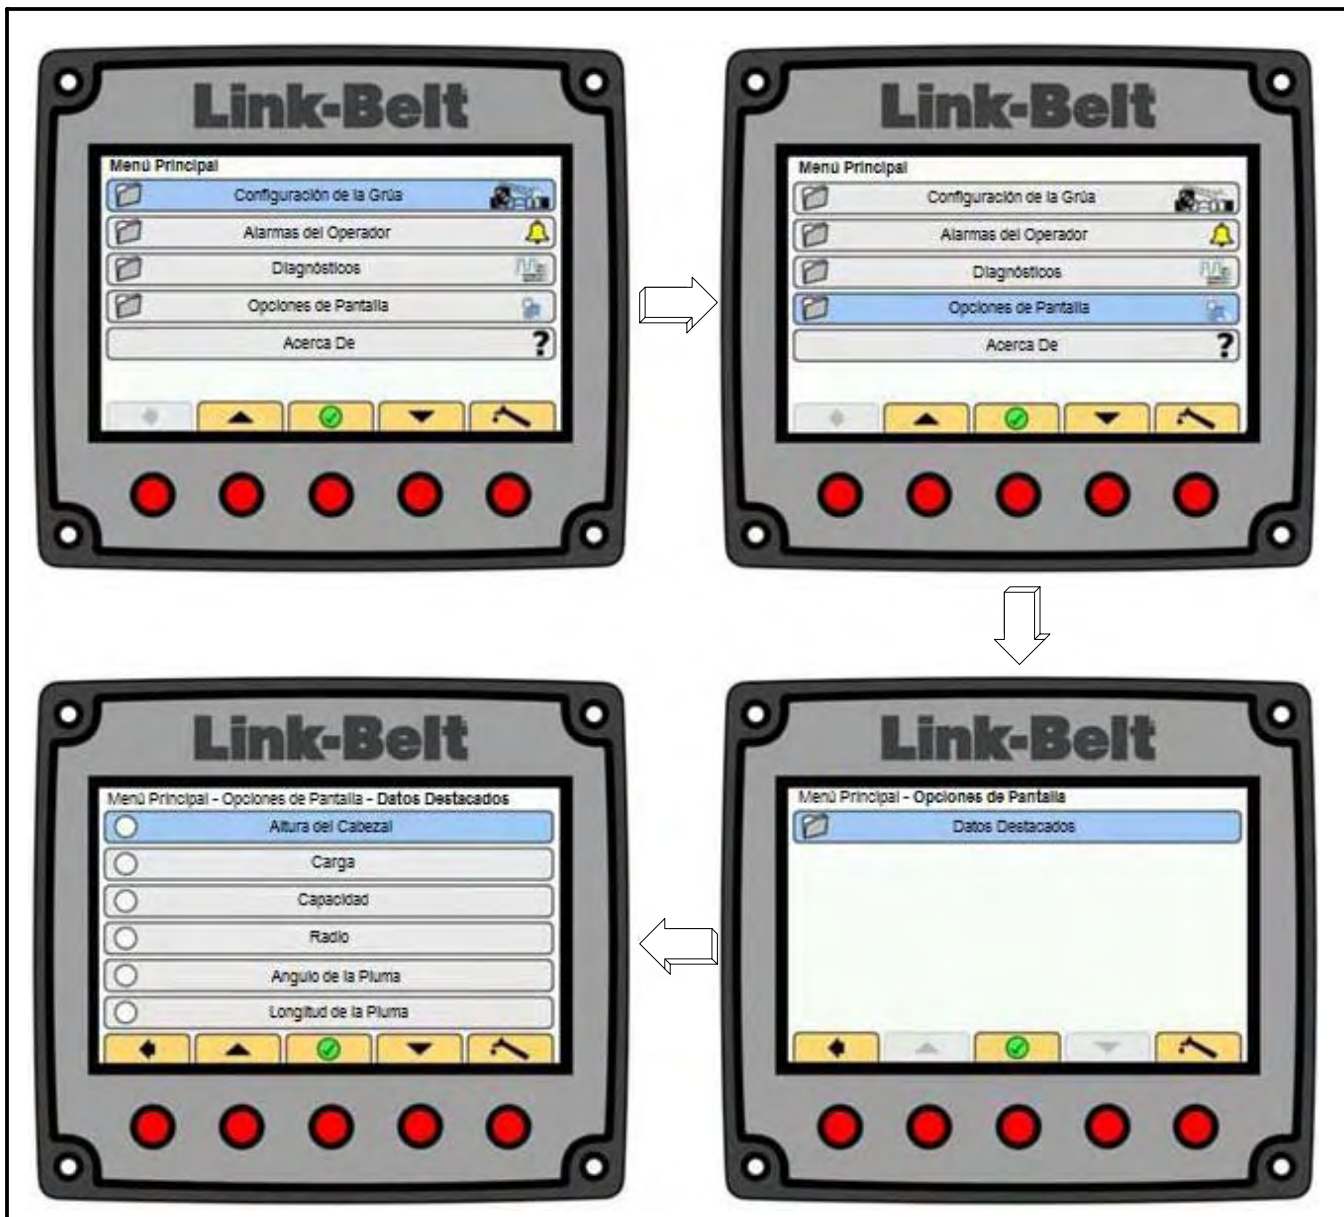 Link-Belt
Menú Principal
Configuración de la Grúa
Alarmas del Operador
Diagnósticos
Opciones de Pantalla
Acerca De
?
Link-Belt
Menú Principal
Configuración de la Grúa
Alarmas del Operador
Diagnósticos
Opciones de Pantalla
Acerca De
?
Link-Belt
Menú Principal - Opciones de Pantalla
Datos Destacados
Link-Belt
Menú Principal - Opciones de Pantalla - Datos Destacados
Altura del Cabezal
Carga
Capacidad
Radio
Angulo de la Pluma
Longitud de la Pluma